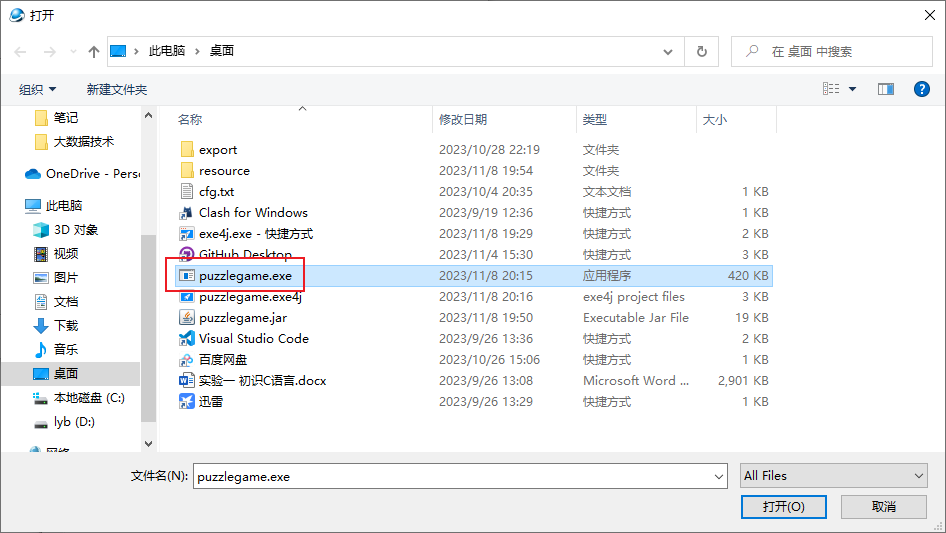 打开
此电脑 桌面 在 桌面 中搜索
组织 新建文件夹
笔记
大数据技术
OneDrive - Pers
此电脑
3D 对象
视频
图片
文档
下载
音乐
桌面
本地磁盘 (C:)
lyb (D:)
网络
名称 修改日期 类型 大小
export 2023/10/28 22:19 文件夹
resource 2023/11/8 19:54 文件夹
cfg.txt 2023/10/4 20:35 文本文档 1 KB
Clash for Windows 2023/9/19 12:36 快捷方式 1 KB
exe4j.exe - 快捷方式 2023/11/8 19:29 快捷方式 2 KB
GitHub Desktop 2023/11/4 15:30 快捷方式 3 KB
puzzlegame.exe 2023/11/8 20:15 应用程序 420 KB
puzzlegame.exe4j 2023/11/8 20:16 exe4j project files 3 KB
puzzlegame.jar 2023/11/8 19:50 Executable Jar File 19 KB
Visual Studio Code 2023/9/26 13:36 快捷方式 2 KB
百度网盘 2023/10/26 15:06 快捷方式 1 KB
实验一 初识C语言.docx 2023/9/26 13:08 Microsoft Word ... 2,901 KB
迅雷 2023/9/26 13:29 快捷方式 1 KB
文件名(N): puzzlegame.exe All Files
打开(O) 取消